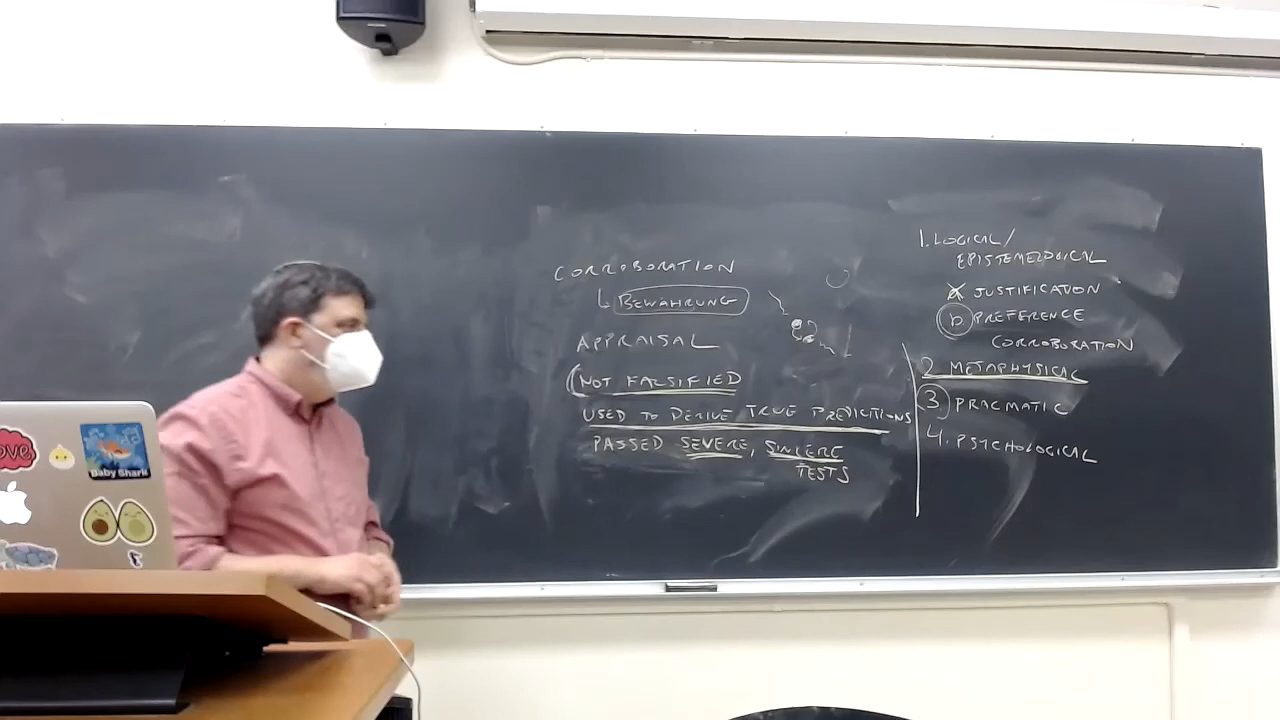 CORROBORATION
BEWAHRUNG
APPRAISAL
(NOT FALSIFIED
USED TO DERIVE TRUE PREDICTIONS
PASSED SEVERE, SINCERE
TESTS
1. LOGICAL/
EPISTEMOLOGICAL
JUSTIFICATION
b. PREFERENCE
CORROBORATION
2 METAPHYSICAL
3. PRAGMATIC
4. PSYCHOLOGICAL
ove
Baby Shark